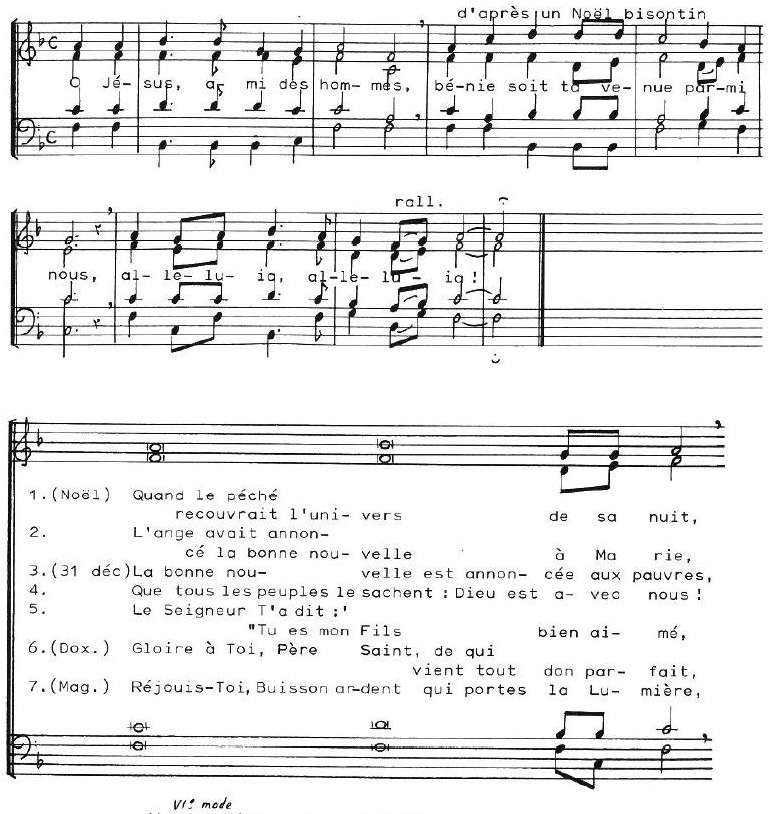 d'après un Noël bisontin
O Jé- sus, a- mi des hom- mes, bé-nie soit ta ve- nue par-mi
rall.
nous, al- le- lu- ia, al-le- lu - ia !
1.(Noël) Quand le péché
recouvrait l'uni- vers de sa nuit,
2. L'ange avait annon-
cé la bonne nou- velle à Ma rie,
3.(31 déc)La bonne nou- velle est annon- cée aux pauvres,
4. Que tous les peuples le sachent : Dieu est a- vec nous !
5. Le Seigneur T'a dit :'
"Tu es mon Fils bien ai- mé,
6.(Dox.) Gloire à Toi, Père Saint, de qui
vient tout don par- fait,
7.(Mag.) Réjouis-Toi, Buisson ar-dent qui portes la Lu- mière,
VIe mode